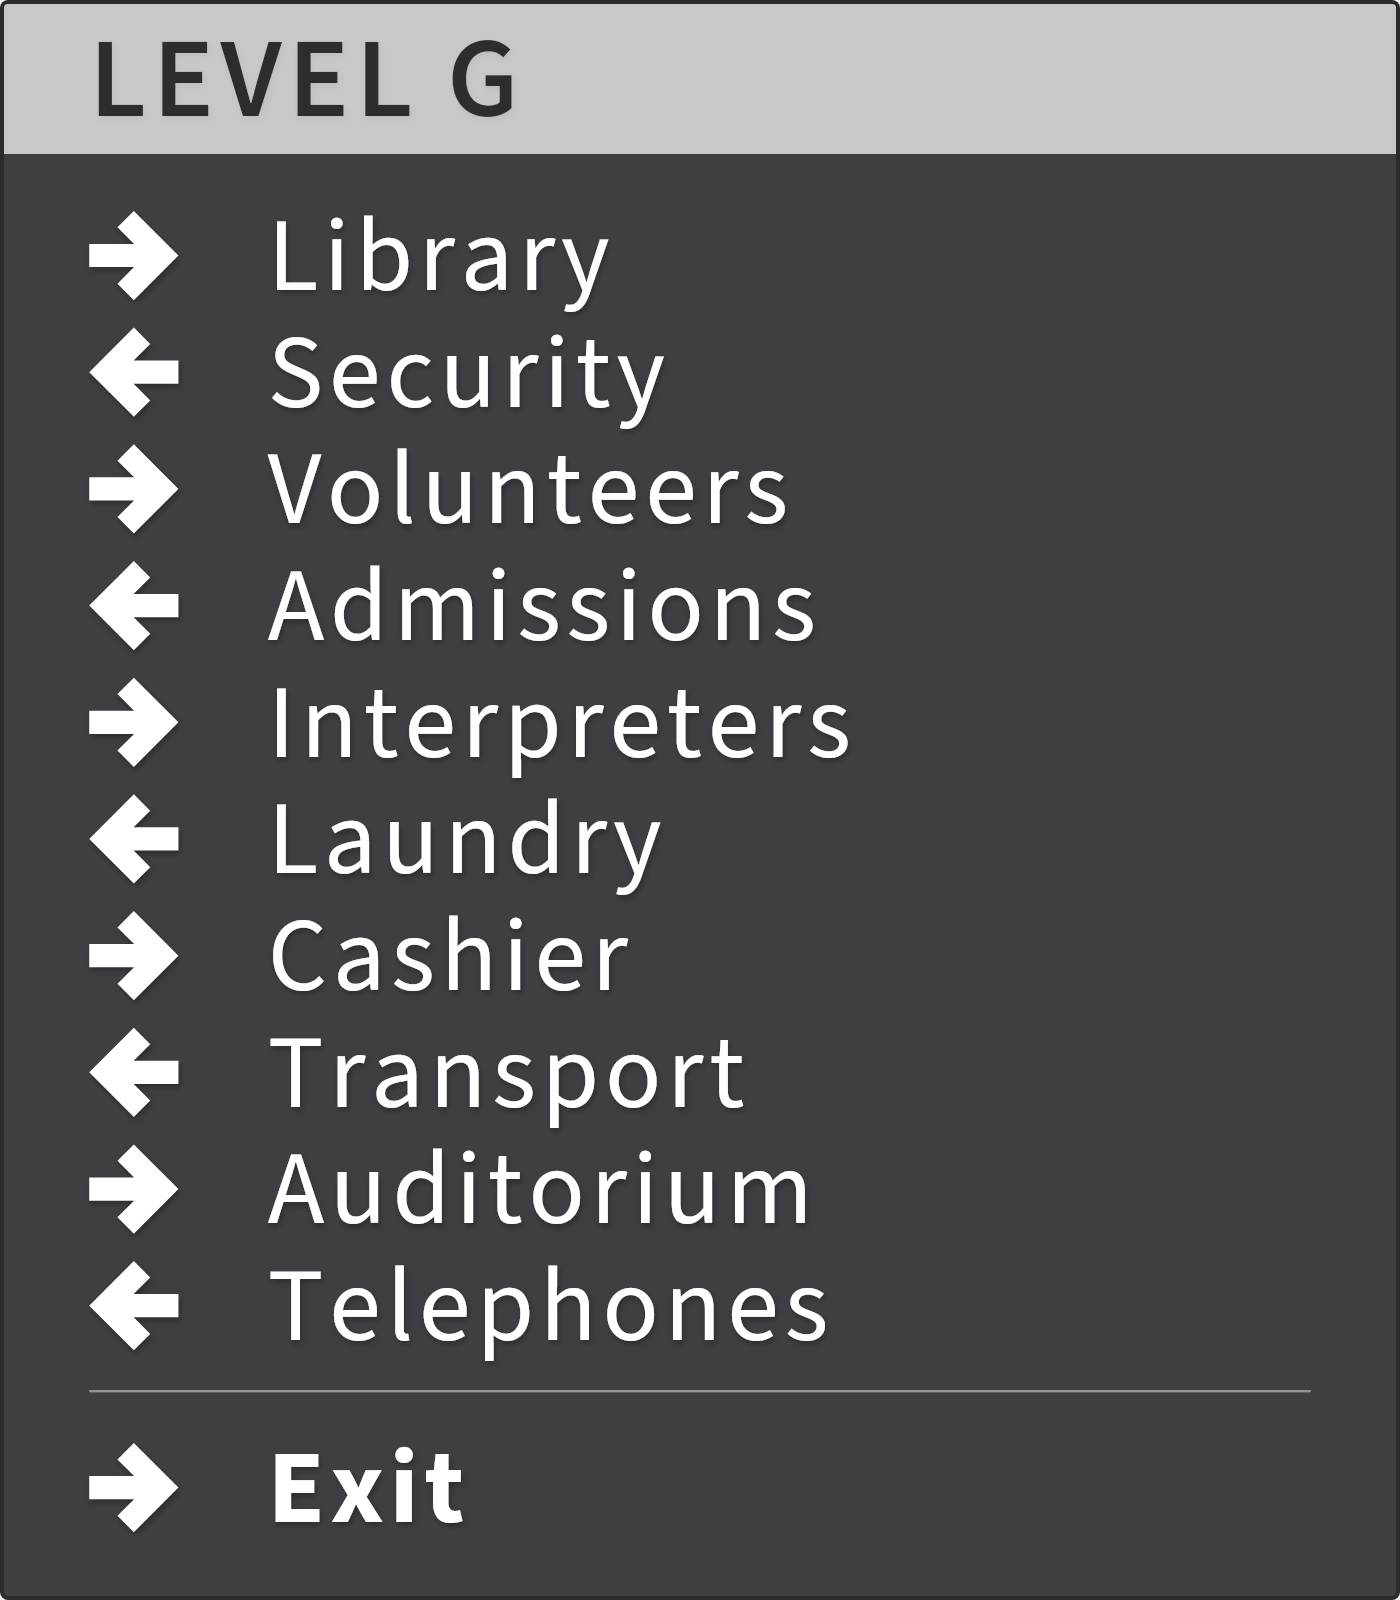 LEVEL G
→ Library
← Security
→ Volunteers
← Admissions
→ Interpreters
← Laundry
→ Cashier
← Transport
→ Auditorium
← Telephones
→ Exit